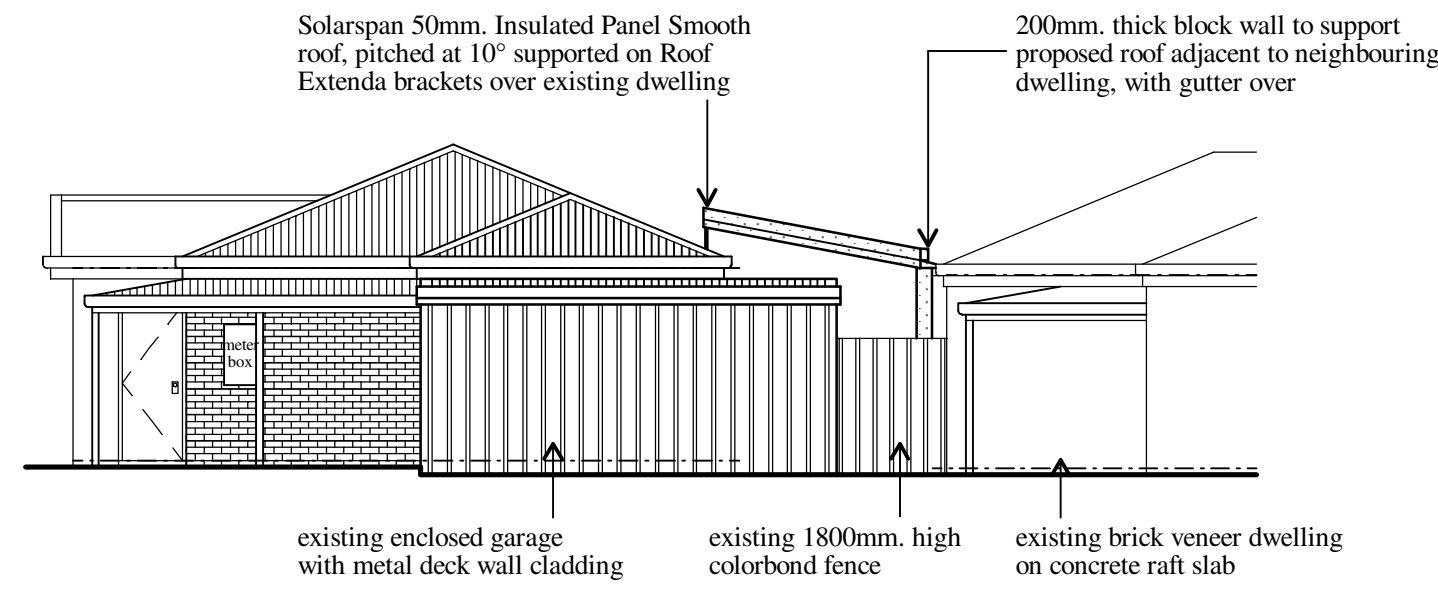 Solarspan 50mm. Insulated Panel Smooth
roof, pitched at 10° supported on Roof
Extenda brackets over existing dwelling
200mm. thick block wall to support
proposed roof adjacent to neighbouring
dwelling, with gutter over
meter
box
existing enclosed garage
with metal deck wall cladding
existing 1800mm. high
colorbond fence
existing brick veneer dwelling
on concrete raft slab